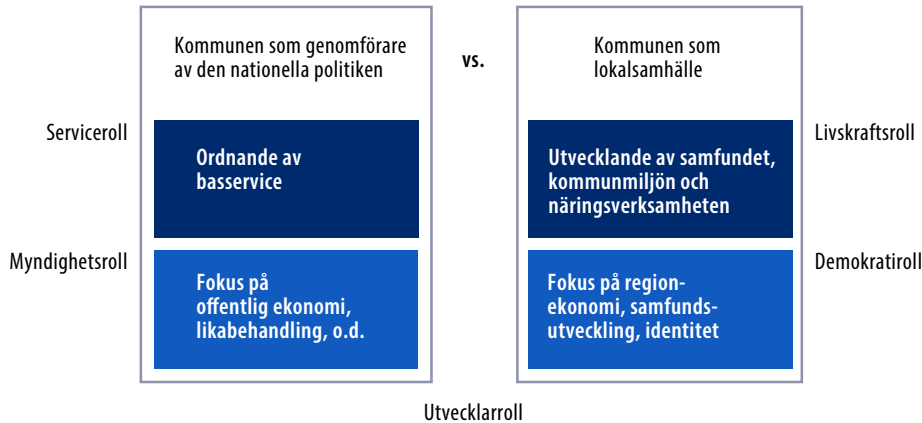 Kommunen som genomförare
av den nationella politiken
vs.
Kommunen som
lokalsamhälle
Serviceroll
Ordnande av
basservice
Utvecklande av samfundet,
kommunmiljön och
näringsverksamheten
Livskraftsroll
Myndighetsroll
Fokus på
offentlig ekonomi,
likabehandling, o.d.
Fokus på region-
ekonomi, samfunds-
utveckling, identitet
Demokratiroll
Utvecklarroll